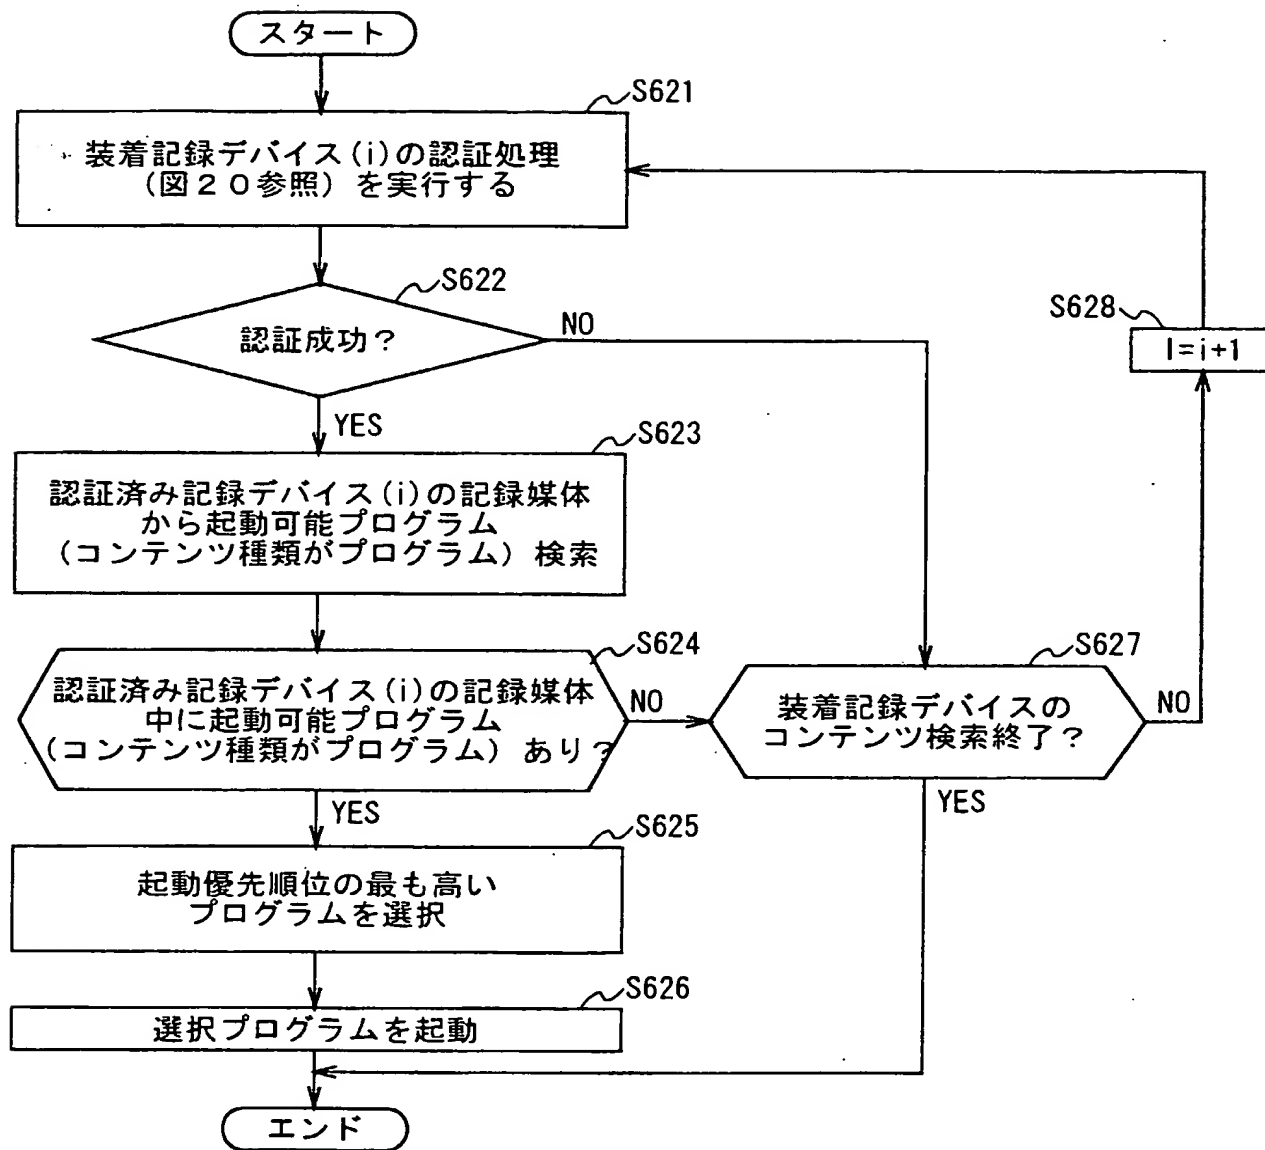 スタート
S621
装着記録デバイス(i)の認証処理
(図20参照)を実行する
S622
認証成功?
NO
YES
S623
認証済み記録デバイス(i)の記録媒体
から起動可能プログラム
(コンテンツ種類がプログラム)検索
S624
認証済み記録デバイス(i)の記録媒体
中に起動可能プログラム
(コンテンツ種類がプログラム)あり?
NO
YES
S625
起動優先順位の最も高い
プログラムを選択
S626
選択プログラムを起動
エンド
S627
装着記録デバイスの
コンテンツ検索終了?
NO
YES
S628
I=i+1